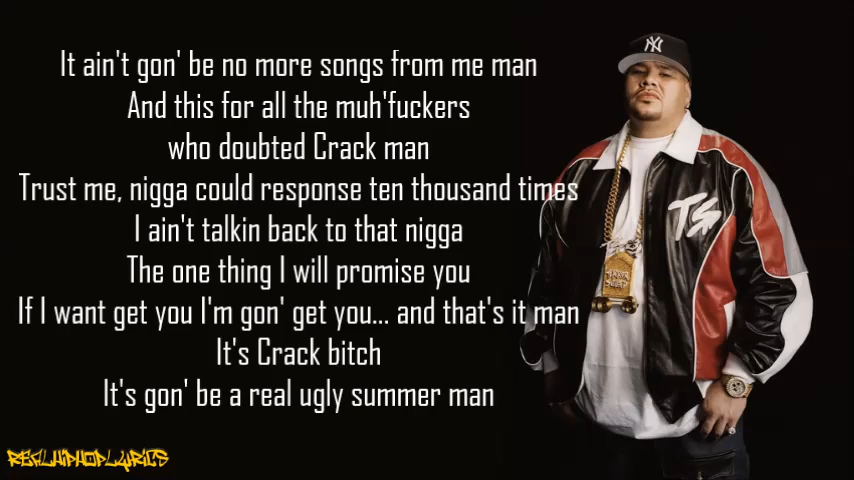 It ain't gon' be no more songs from me man
And this for all the muh'fuckers
who doubted Crack man
Trust me, nigga could response ten thousand times
I ain't talkin back to that nigga
The one thing I will promise you
If I want get you I'm gon' get you... and that's it man
It's Crack bitch
It's gon' be a real ugly summer man
REALHIPHOPLYRICS
NY
TS